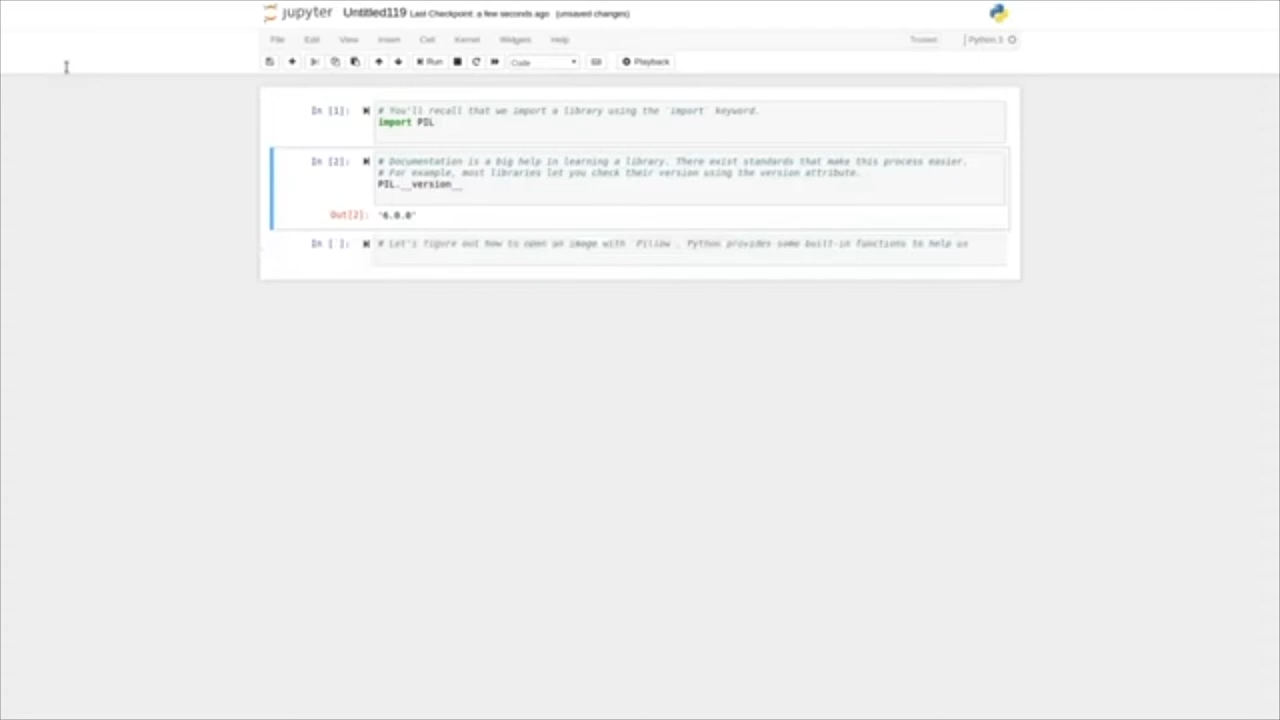 jupyter Untitled119 Last Checkpoint: a few seconds ago (unsaved changes)
File Edit View Insert Cell Kernel Widgets Help Trusted Python 3
Run Code Playback
In [1]: # You'll recall that we import a library using the `import` keyword.
import PIL
In [2]: # Documentation is a big help in learning a library. There exist standards that make this process easier.
# For example, most libraries let you check their version using the version attribute.
PIL.__version__
Out[2]: '6.0.0'
In [ ]: # Let's figure out how to open an image with `Pillow`. Python provides some built-in functions to help us